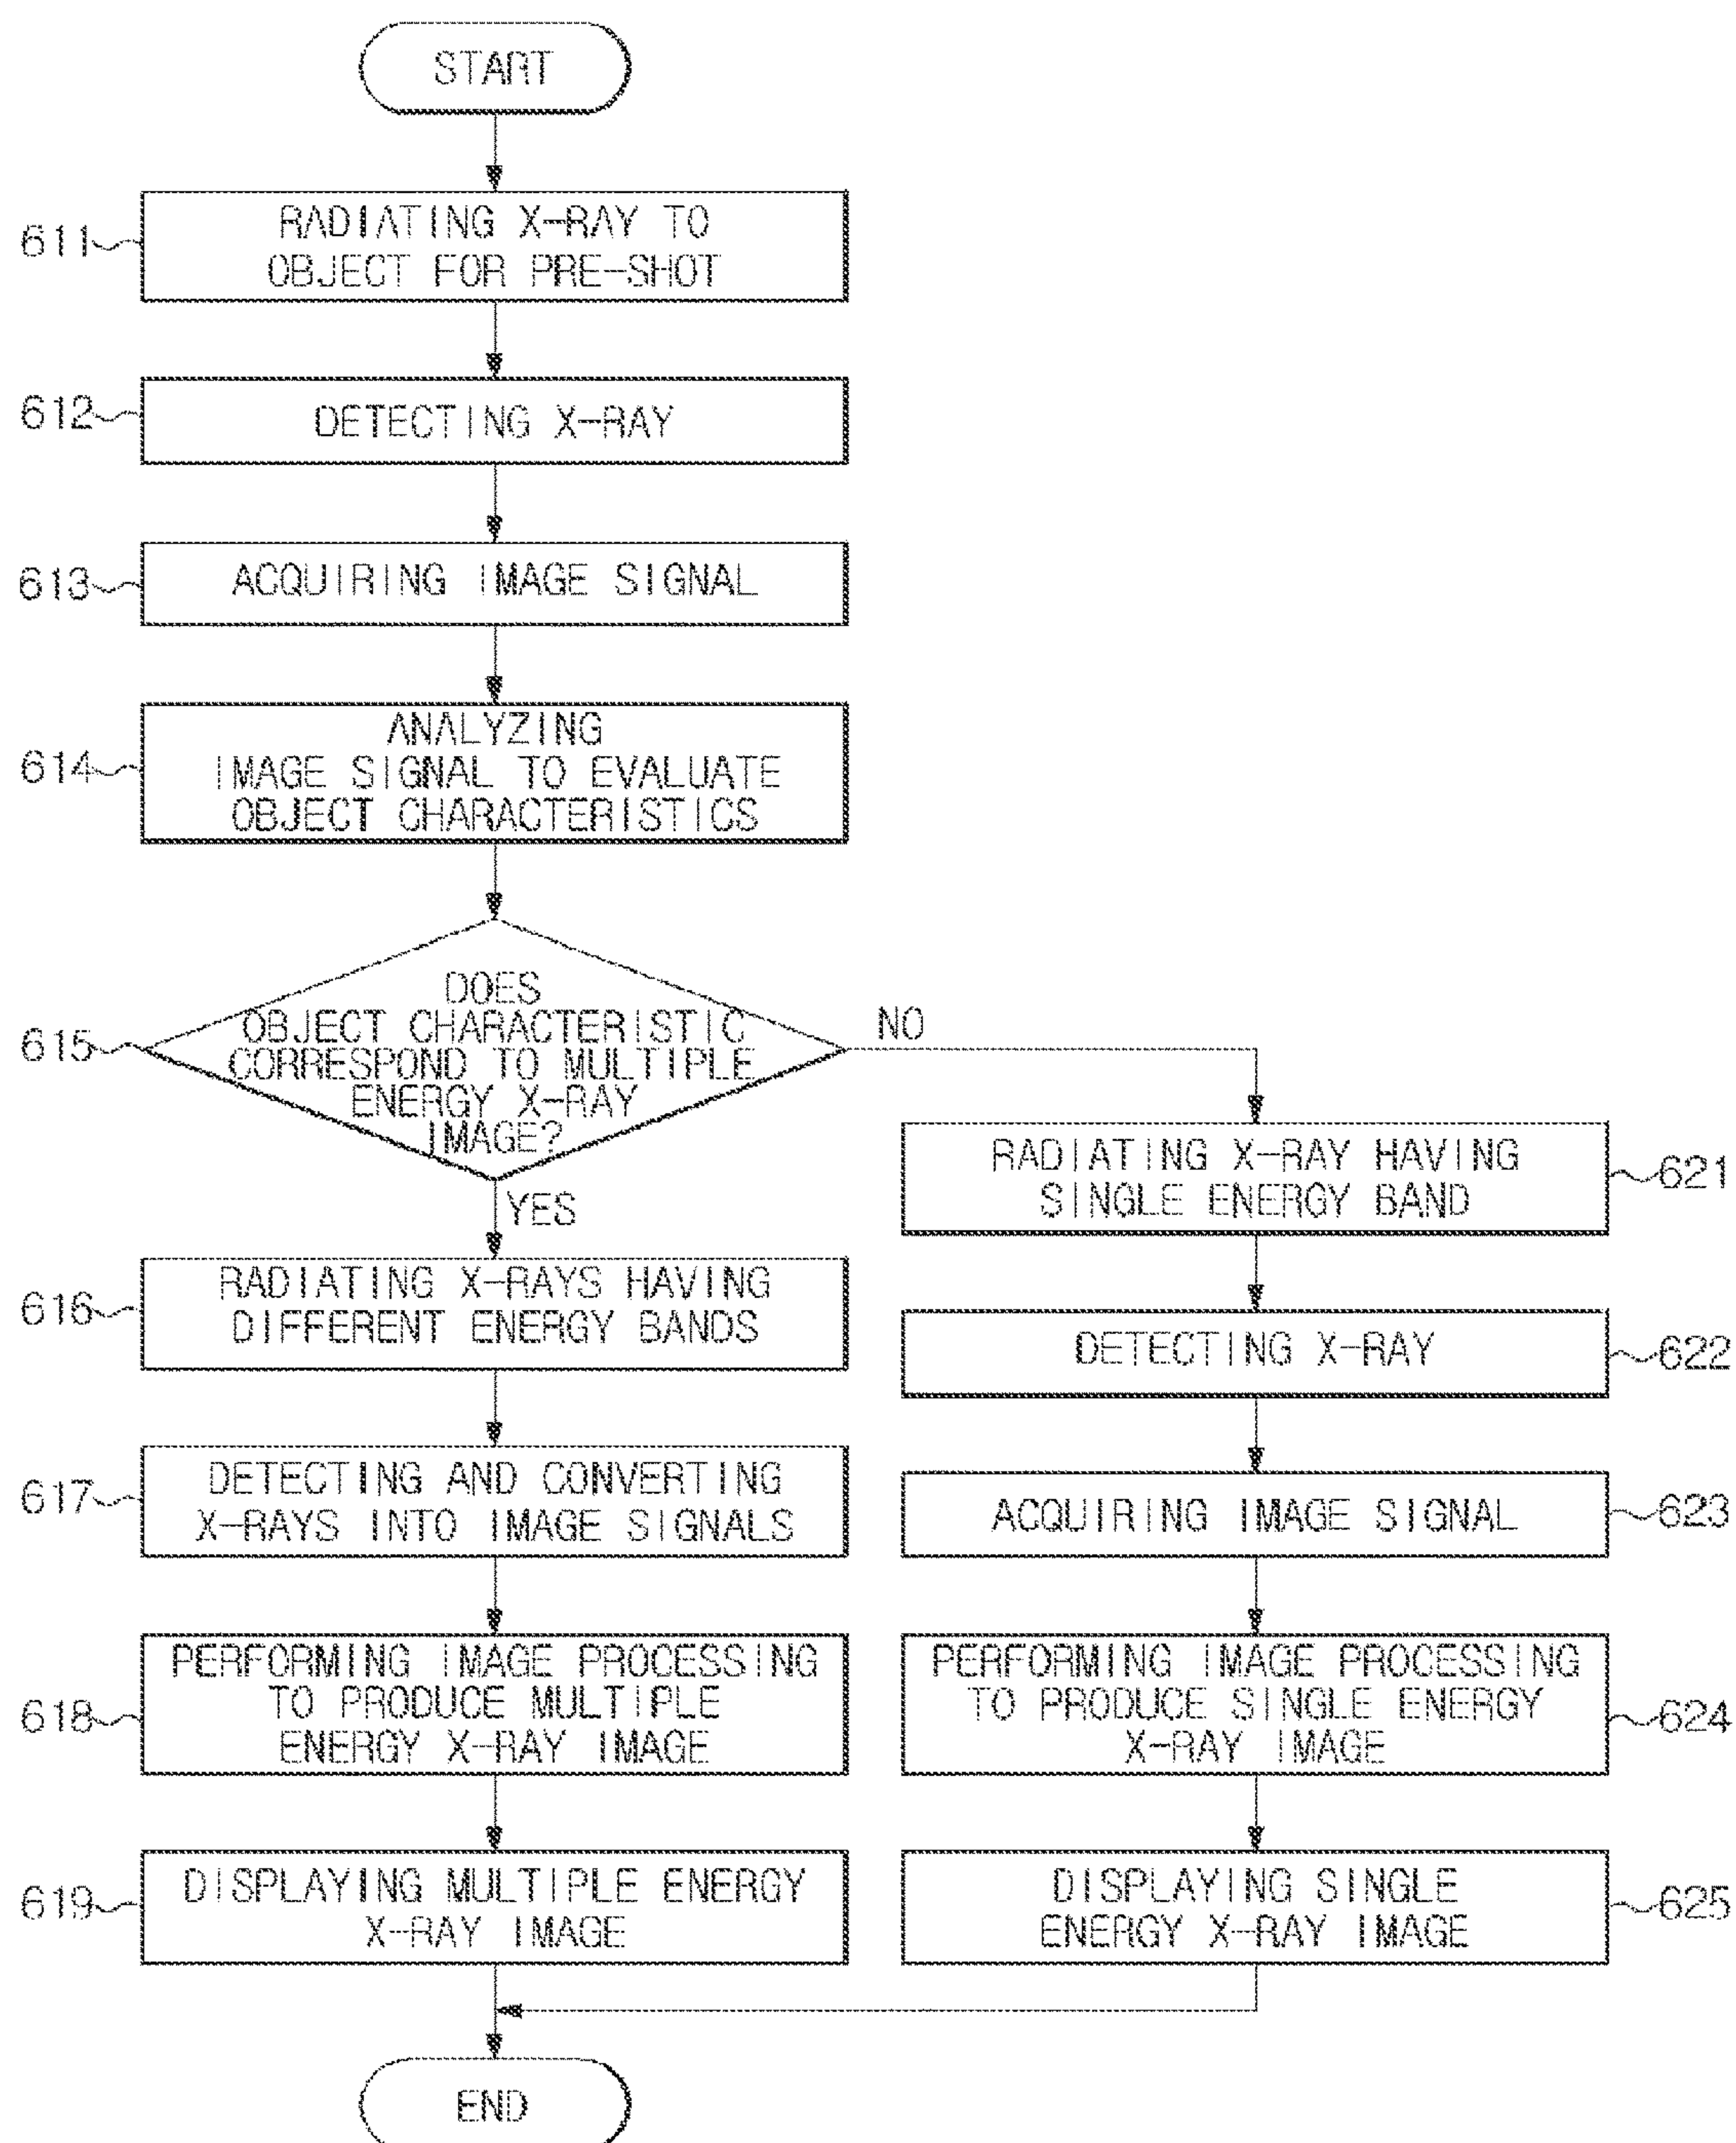 START
611
RADIATING X-RAY TO
OBJECT FOR PRE-SHOT
612
DETECTING X-RAY
613
ACQUIRING IMAGE SIGNAL
614
ANALYZING
IMAGE SIGNAL TO EVALUATE
OBJECT CHARACTERISTICS
615
DOES
OBJECT CHARACTERISTIC
CORRESPOND TO MULTIPLE
ENERGY X-RAY
IMAGE?
NO
YES
616
RADIATING X-RAYS HAVING
DIFFERENT ENERGY BANDS
617
DETECTING AND CONVERTING
X-RAYS INTO IMAGE SIGNALS
618
PERFORMING IMAGE PROCESSING
TO PRODUCE MULTIPLE
ENERGY X-RAY IMAGE
619
DISPLAYING MULTIPLE ENERGY
X-RAY IMAGE
RADIATING X-RAY HAVING
SINGLE ENERGY BAND
621
DETECTING X-RAY
622
ACQUIRING IMAGE SIGNAL
623
PERFORMING IMAGE PROCESSING
TO PRODUCE SINGLE ENERGY
X-RAY IMAGE
624
DISPLAYING SINGLE
ENERGY X-RAY IMAGE
625
END